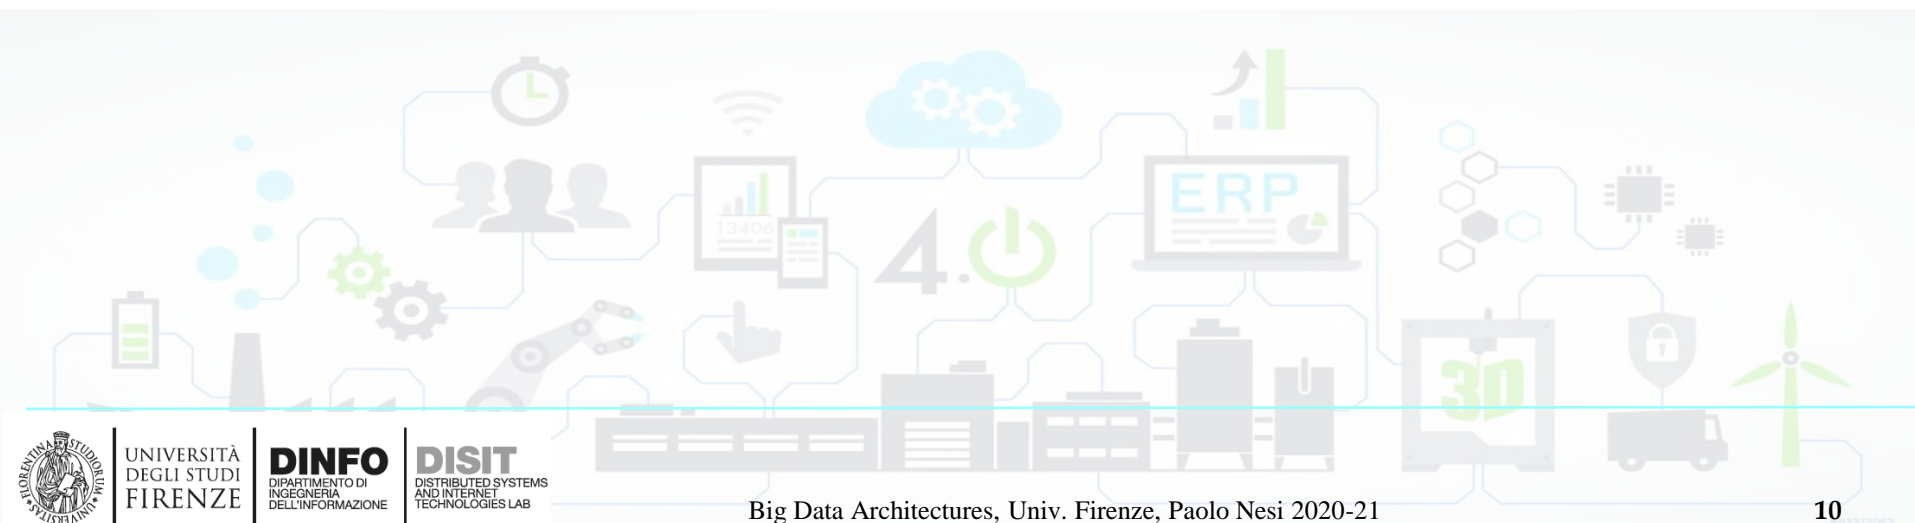 13406
4.0
ERP
3D
UNIVERSITÀ
DEGLI STUDI
FIRENZE
DINFO
DIPARTIMENTO DI
INGEGNERIA
DELL'INFORMAZIONE
DISIT
DISTRIBUTED SYSTEMS
AND INTERNET
TECHNOLOGIES LAB
Big Data Architectures, Univ. Firenze, Paolo Nesi 2020-21
10